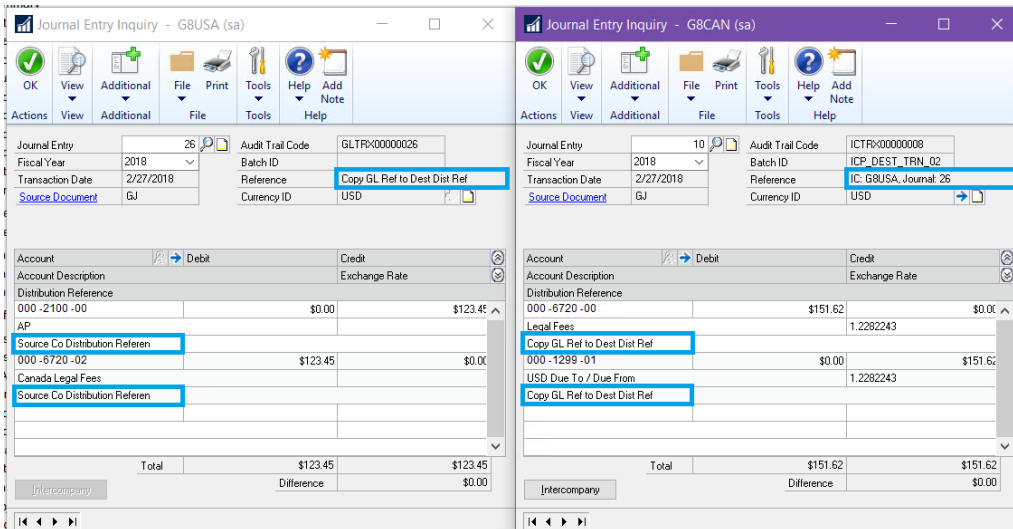 Journal Entry Inquiry - G8USA (sa)
OK
View
Additional
File
Print
Tools
Help
Add Note
Actions
View
Additional
File
Tools
Help
Journal Entry 26 Audit Trail Code GLTRX00000026
Fiscal Year 2018 Batch ID
Transaction Date 2/27/2018 Reference Copy GL Ref to Dest Dist Ref
Source Document GJ Currency ID USD
Account Debit Credit
Account Description Exchange Rate
Distribution Reference
000 -2100 -00 $0.00 $123.45
AP
Source Co Distribution Referen
000 -6720 -02 $123.45 $0.00
Canada Legal Fees
Source Co Distribution Referen
Total $123.45 $123.45
Difference $0.00
Intercompany
Journal Entry Inquiry - G8CAN (sa)
OK
View
Additional
File
Print
Tools
Help
Add Note
Actions
View
Additional
File
Tools
Help
Journal Entry 10 Audit Trail Code ICTRX00000008
Fiscal Year 2018 Batch ID ICP_DEST_TRN_02
Transaction Date 2/27/2018 Reference IC: G8USA, Journal: 26
Source Document GJ Currency ID USD
Account Debit Credit
Account Description Exchange Rate
Distribution Reference
000 -6720 -00 $151.62 $0.00
Legal Fees 1.2282243
Copy GL Ref to Dest Dist Ref
000 -1299 -01 $0.00 $151.62
USD Due To / Due From 1.2282243
Copy GL Ref to Dest Dist Ref
Total $151.62 $151.62
Difference $0.00
Intercompany